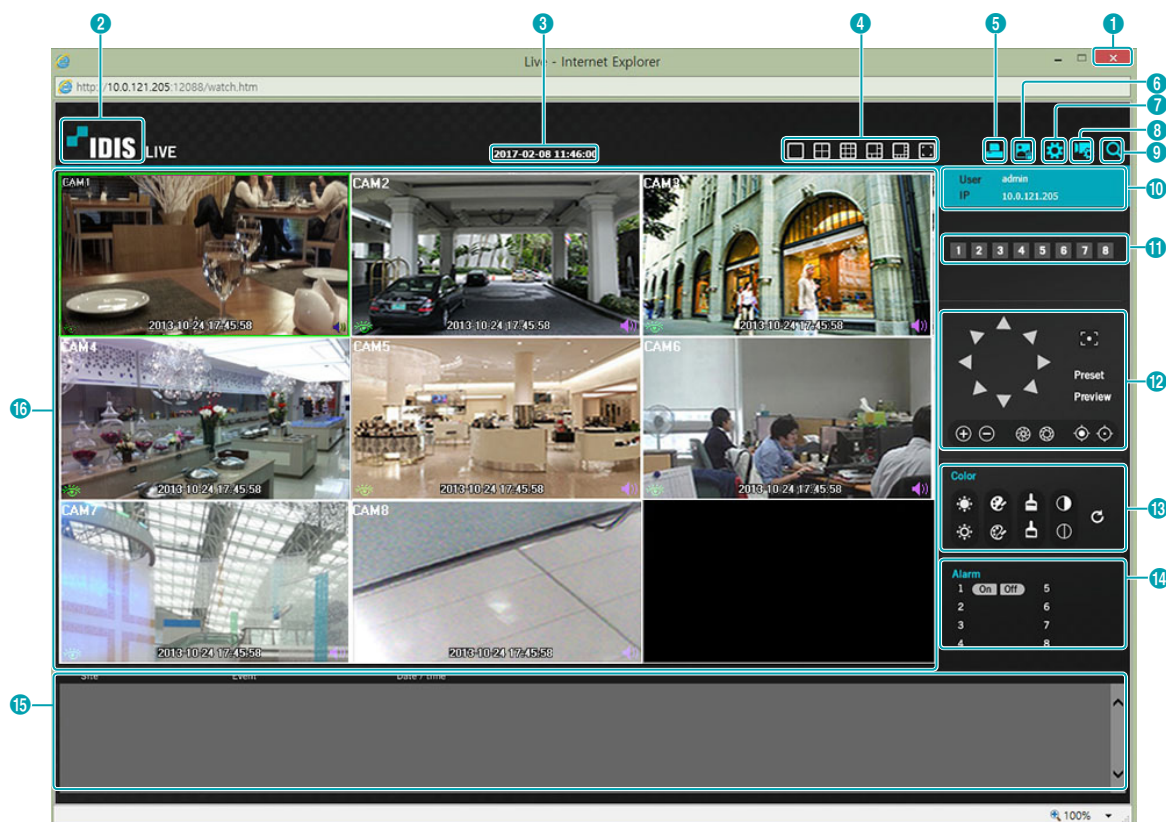 2
3
4
5
1
Live - Internet Explorer
http://10.0.121.205:12088/watch.htm
6
7
8
9
IDIS LIVE
2017-02-08 11:46:00
User admin
IP 10.0.121.205
10
1 2 3 4 5 6 7 8
11
CAM1
2013-10-24 17:45:58
CAM2
2013-10-24 17:45:58
CAM3
2013-10-24 17:45:58
Preset
Preview
12
16
CAM4
2013-10-24 17:45:58
CAM5
2013-10-24 17:45:58
CAM6
2013-10-24 17:45:58
Color
13
CAM7
2013-10-24 17:45:58
CAM8
2013-10-24 17:45:58
Alarm
14
1 On Off 5
2 6
3 7
4 8
Site Event Date / time
15
100%